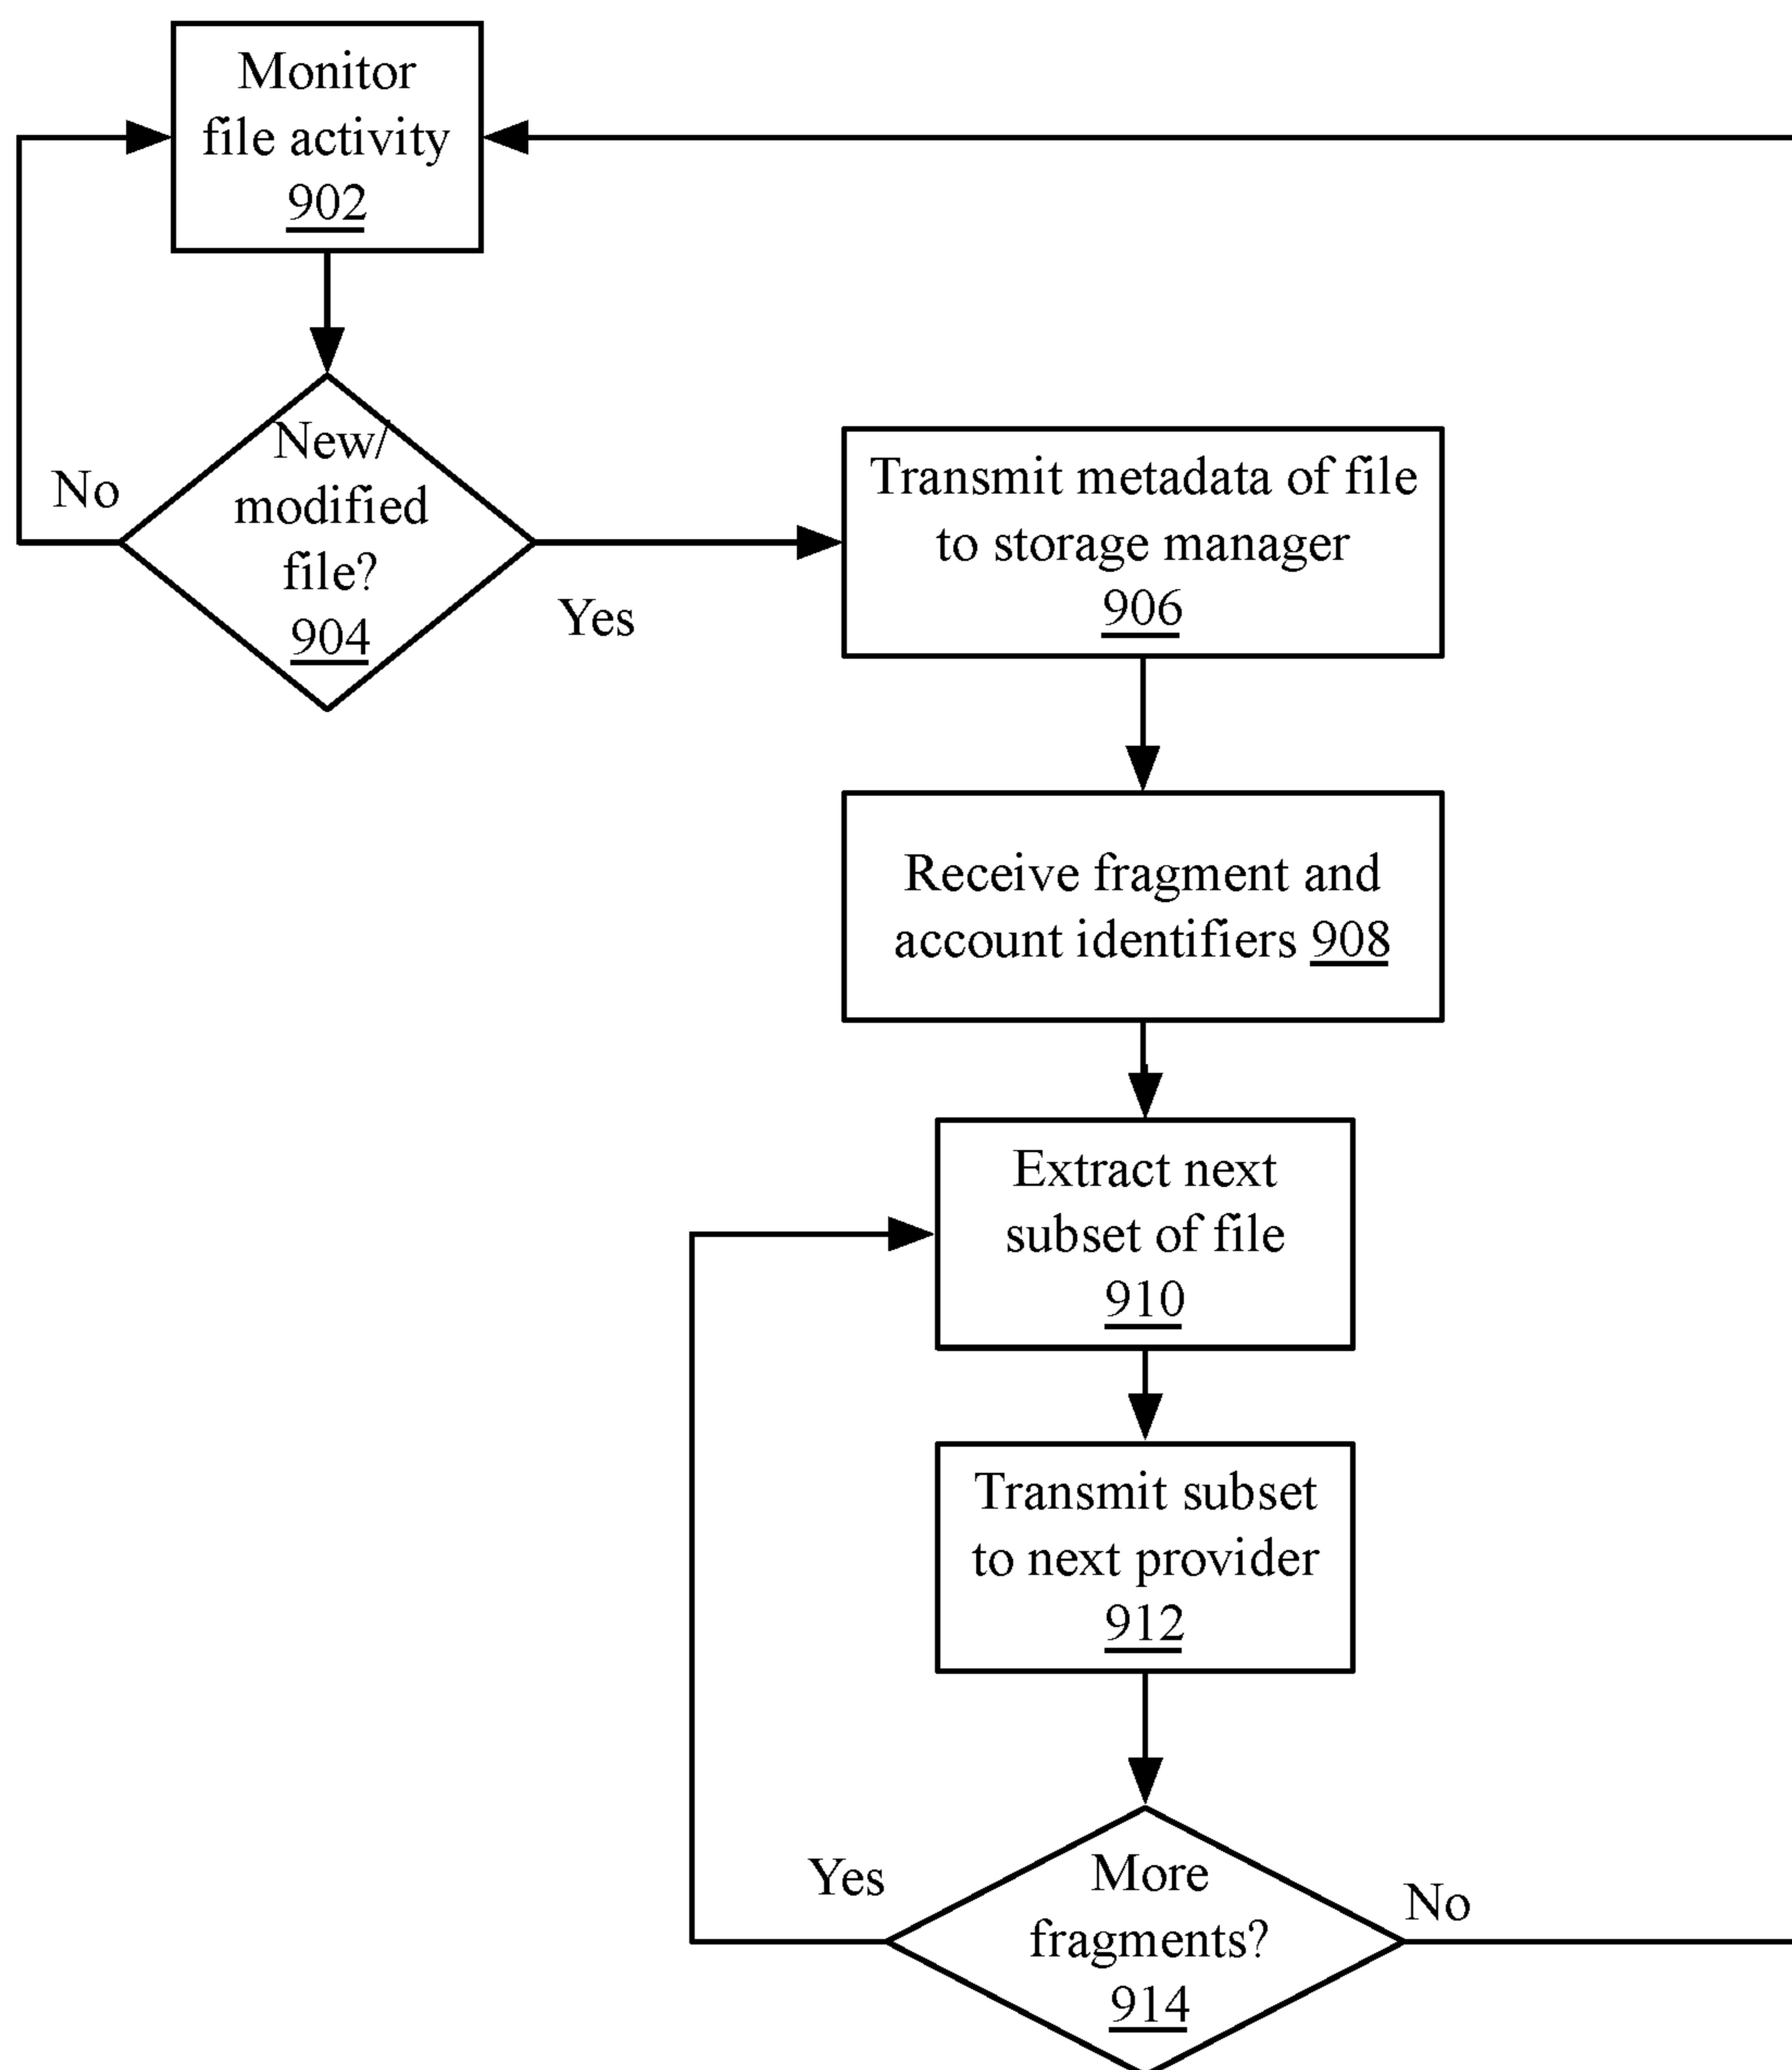 Monitor
file activity
902
New/
modified
file?
904
No
Yes
Transmit metadata of file
to storage manager
906
Receive fragment and
account identifiers 908
Extract next
subset of file
910
Transmit subset
to next provider
912
More
fragments?
914
Yes
No